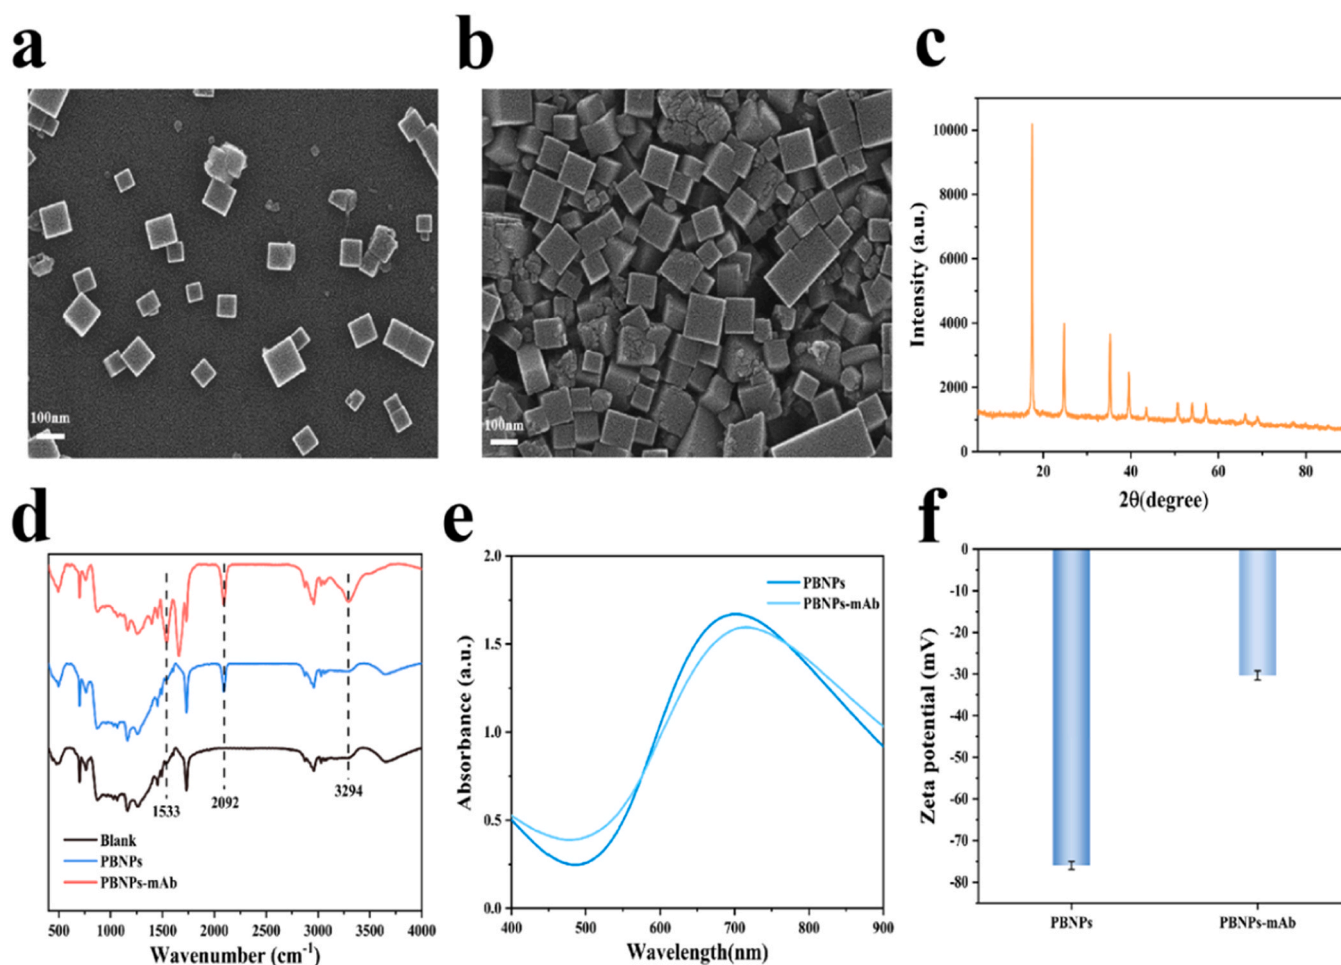 a
b
c
100nm
100nm
10000
8000
6000
4000
2000
0
Intensity (a.u.)
20
40
60
80
2θ(degree)
d
e
f
1533
2092
3294
Blank
PBNPs
PBNPs-mAb
500
1000
1500
2000
2500
3000
3500
4000
Wavenumber (cm-1)
2.0
1.5
1.0
0.5
0.0
Absorbance (a.u.)
PBNPs
PBNPs-mAb
400
500
600
700
800
900
Wavelength(nm)
0
-10
-20
-30
-40
-50
-60
-70
-80
Zeta potential (mV)
PBNPs
PBNPs-mAb